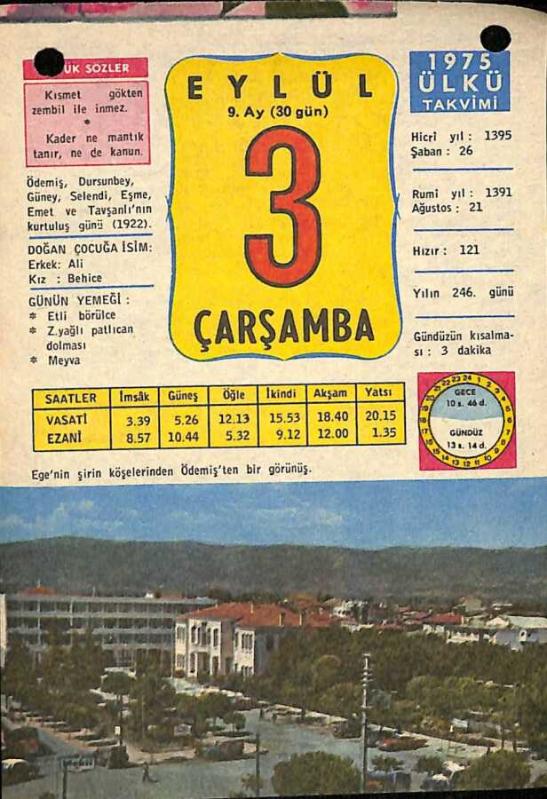 UK SÖZLER
Kısmet gökten
zembil ile inmez.
*
Kader ne mantık
tanır, ne de kanun.
Ödemiş, Dursunbey,
Güney, Selendi, Eşme,
Emet ve Tavşanlı'nın
kurtuluş günü (1922).
DOĞAN ÇOCUĞA İSİM:
Erkek: Ali
Kız : Behice
GÜNÜN YEMEĞİ :
* Etli börülce
* Z.yağlı patlıcan
dolması
* Meyva
EYLÜL
9. Ay (30 gün)
3
ÇARŞAMBA
1975
ÜLKÜ
TAKVİMİ
Hicri yıl : 1395
Şaban : 26
Rumi yıl : 1391
Ağustos : 21
Hızır : 121
Yılın 246. günü
Gündüzün kısalma-
sı : 3 dakika
SAATLER İmsâk Güneş Öğle İkindi Akşam Yatsı
VASATİ 3.39 5.26 12.13 15.53 18.40 20.15
EZANİ 8.57 10.44 5.32 9.12 12.00 1.35
GECE
10 s. 46 d.
GÜNDÜZ
13 s. 14 d.
Ege'nin şirin köşelerinden Ödemiş'ten bir görünüş.